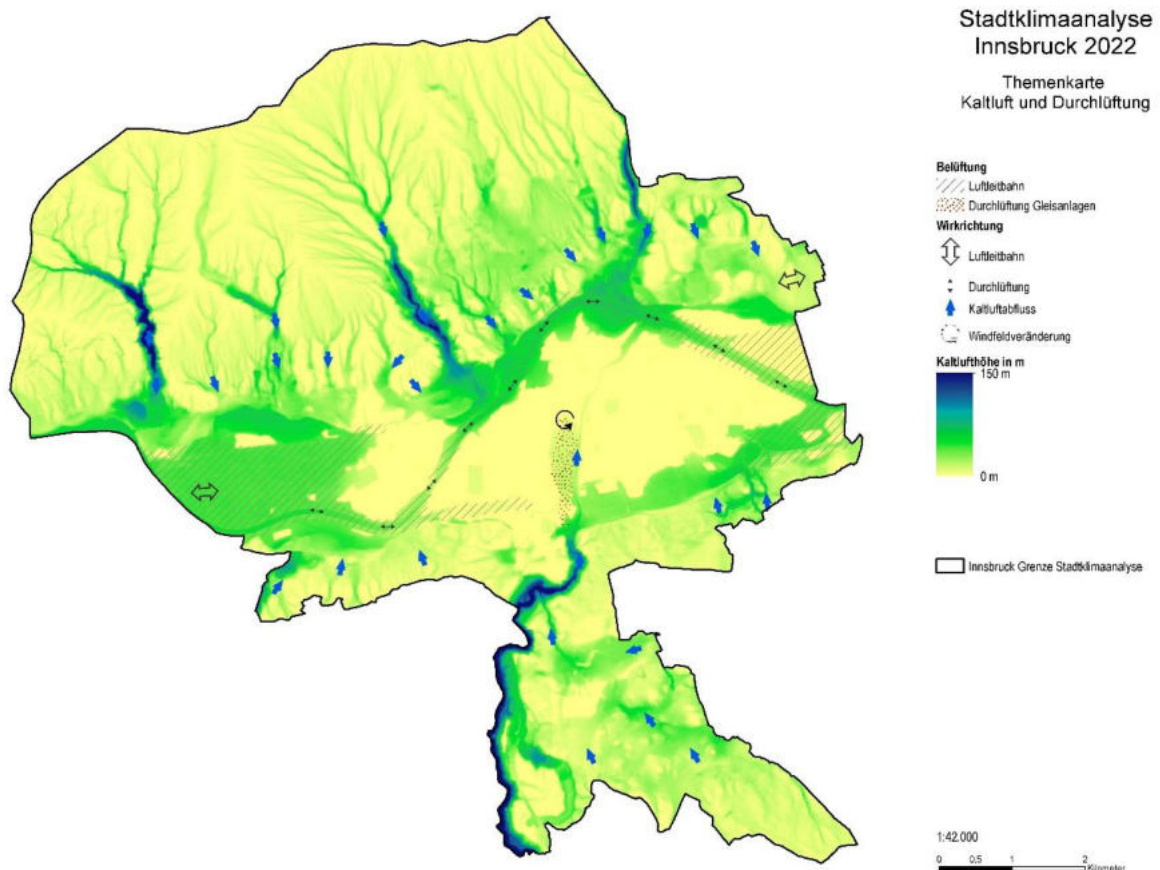 Stadtklimaanalyse
Innsbruck 2022
Themenkarte
Kaltluft und Durchlüftung
Belüftung
Luftleitbahn
Durchlüftung Gleisanlagen
Wirkrichtung
Luftleitbahn
Durchlüftung
Kaltluftabfluss
Windfeldveränderung
Kaltlufthöhe in m
150 m
0 m
Innsbruck Grenze Stadtklimaanalyse
1:42.000
0 0,5 1 2
Kilometer